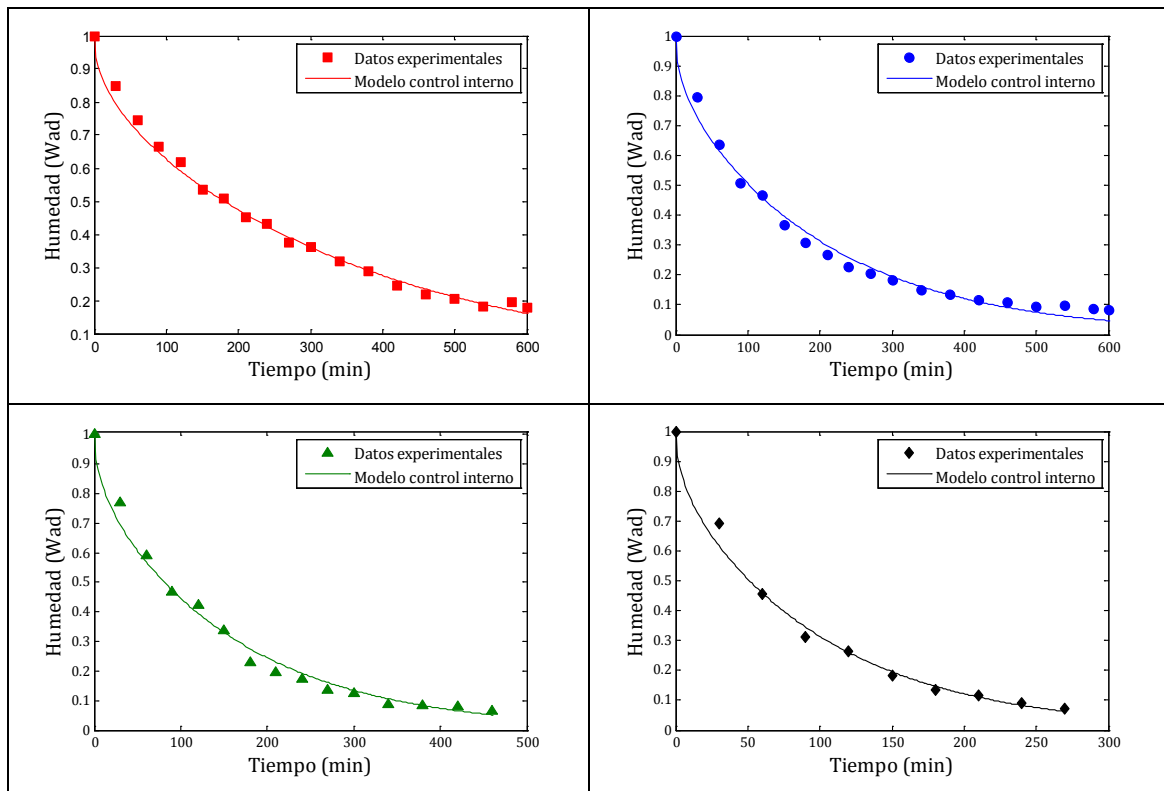 1
0.9
0.8
0.7
0.6
0.5
0.4
0.3
0.2
0.1
0 100 200 300 400 500 600
Humedad (Wad)
Tiempo (min)
Datos experimentales
Modelo control interno
1
0.9
0.8
0.7
0.6
0.5
0.4
0.3
0.2
0.1
0
0 100 200 300 400 500 600
Humedad (Wad)
Tiempo (min)
Datos experimentales
Modelo control interno
1
0.9
0.8
0.7
0.6
0.5
0.4
0.3
0.2
0.1
0
0 100 200 300 400 500
Humedad (Wad)
Tiempo (min)
Datos experimentales
Modelo control interno
1
0.9
0.8
0.7
0.6
0.5
0.4
0.3
0.2
0.1
0
0 50 100 150 200 250 300
Humedad (Wad)
Tiempo (min)
Datos experimentales
Modelo control interno